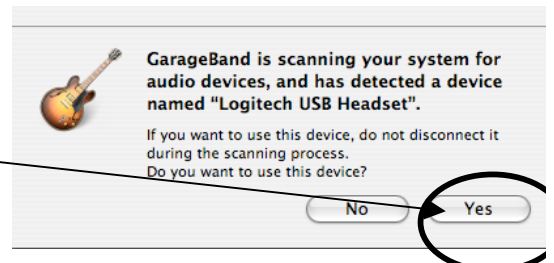 GarageBand is scanning your system for
audio devices, and has detected a device
named “Logitech USB Headset”.
If you want to use this device, do not disconnect it
during the scanning process.
Do you want to use this device?
No Yes